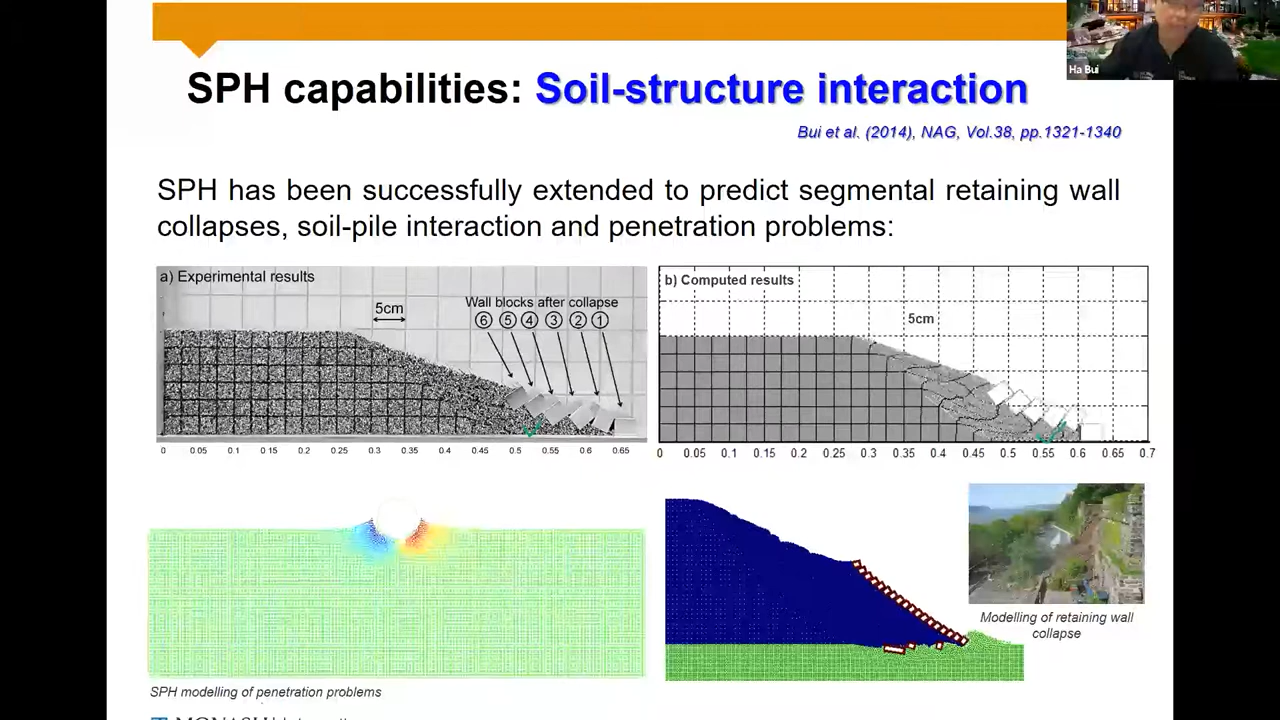 Ha Bui
SPH capabilities: Soil-structure interaction
Bui et al. (2014), NAG, Vol.38, pp.1321-1340
SPH has been successfully extended to predict segmental retaining wall
collapses, soil-pile interaction and penetration problems:
a) Experimental results
5cm
Wall blocks after collapse
⑥ ⑤ ④ ③ ② ①
0 0.05 0.1 0.15 0.2 0.25 0.3 0.35 0.4 0.45 0.5 0.55 0.6 0.65
b) Computed results
5cm
0 0.05 0.1 0.15 0.2 0.25 0.3 0.35 0.4 0.45 0.5 0.55 0.6 0.7
Modelling of retaining wall
collapse
SPH modelling of penetration problems
MONASH